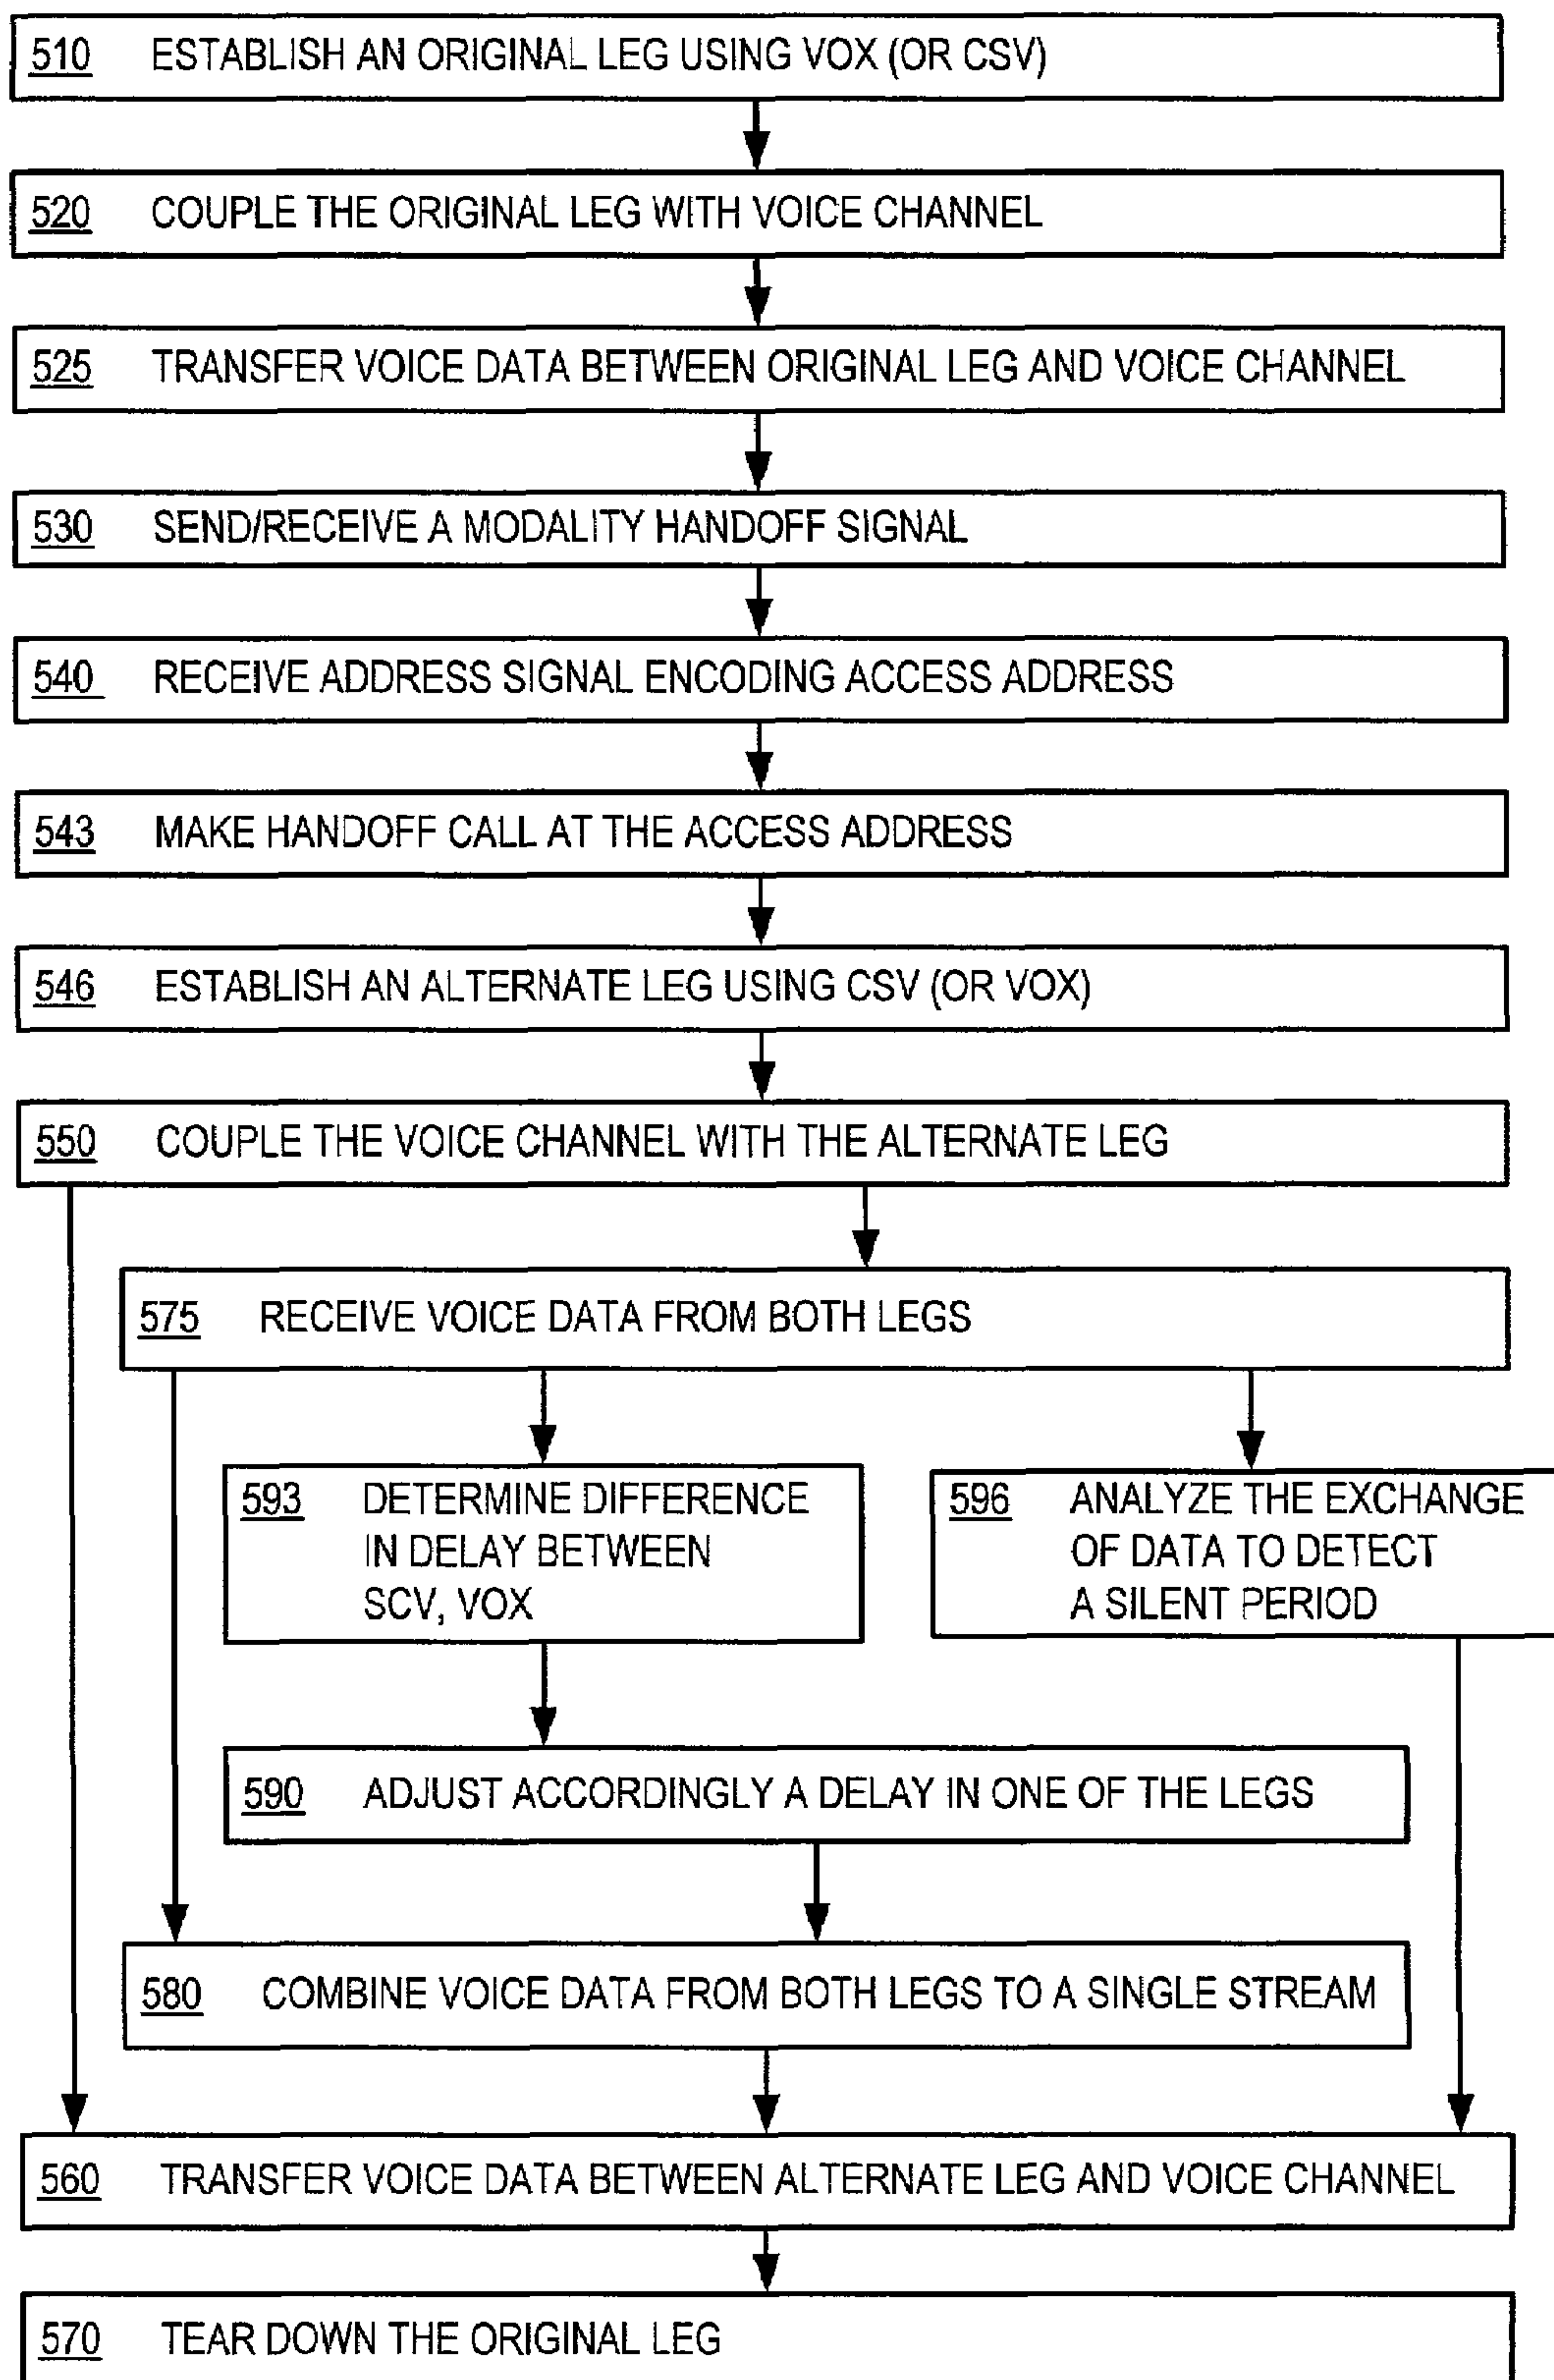 510 ESTABLISH AN ORIGINAL LEG USING VOX (OR CSV)
520 COUPLE THE ORIGINAL LEG WITH VOICE CHANNEL
525 TRANSFER VOICE DATA BETWEEN ORIGINAL LEG AND VOICE CHANNEL
530 SEND/RECEIVE A MODALITY HANDOFF SIGNAL
540 RECEIVE ADDRESS SIGNAL ENCODING ACCESS ADDRESS
543 MAKE HANDOFF CALL AT THE ACCESS ADDRESS
546 ESTABLISH AN ALTERNATE LEG USING CSV (OR VOX)
550 COUPLE THE VOICE CHANNEL WITH THE ALTERNATE LEG
575 RECEIVE VOICE DATA FROM BOTH LEGS
593 DETERMINE DIFFERENCE
IN DELAY BETWEEN
SCV, VOX
596 ANALYZE THE EXCHANGE
OF DATA TO DETECT
A SILENT PERIOD
590 ADJUST ACCORDINGLY A DELAY IN ONE OF THE LEGS
580 COMBINE VOICE DATA FROM BOTH LEGS TO A SINGLE STREAM
560 TRANSFER VOICE DATA BETWEEN ALTERNATE LEG AND VOICE CHANNEL
570 TEAR DOWN THE ORIGINAL LEG